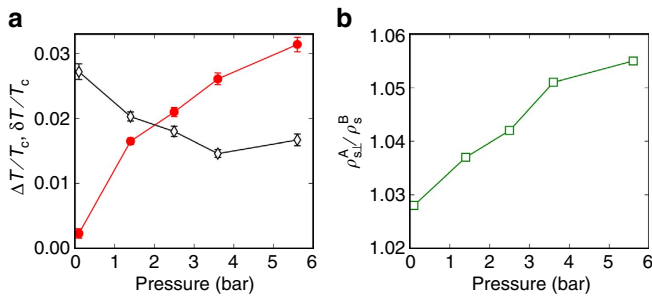 a
0.03
0.02
0.01
0.00
ΔT/Tc, δT/Tc
0 1 2 3 4 5 6
Pressure (bar)
b
1.06
1.05
1.04
1.03
1.02
ρ^A_s⊥/ρ^B_s
0 1 2 3 4 5 6
Pressure (bar)